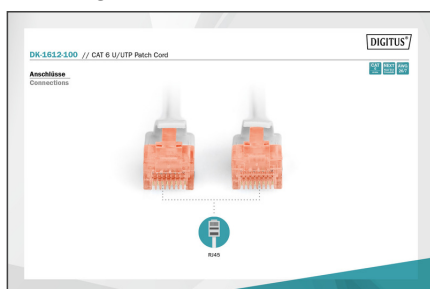 DIGITUS®
DK-1612-100 // CAT 6 U/UTP Patch Cord
Anschlüsse
Connections
RJ45